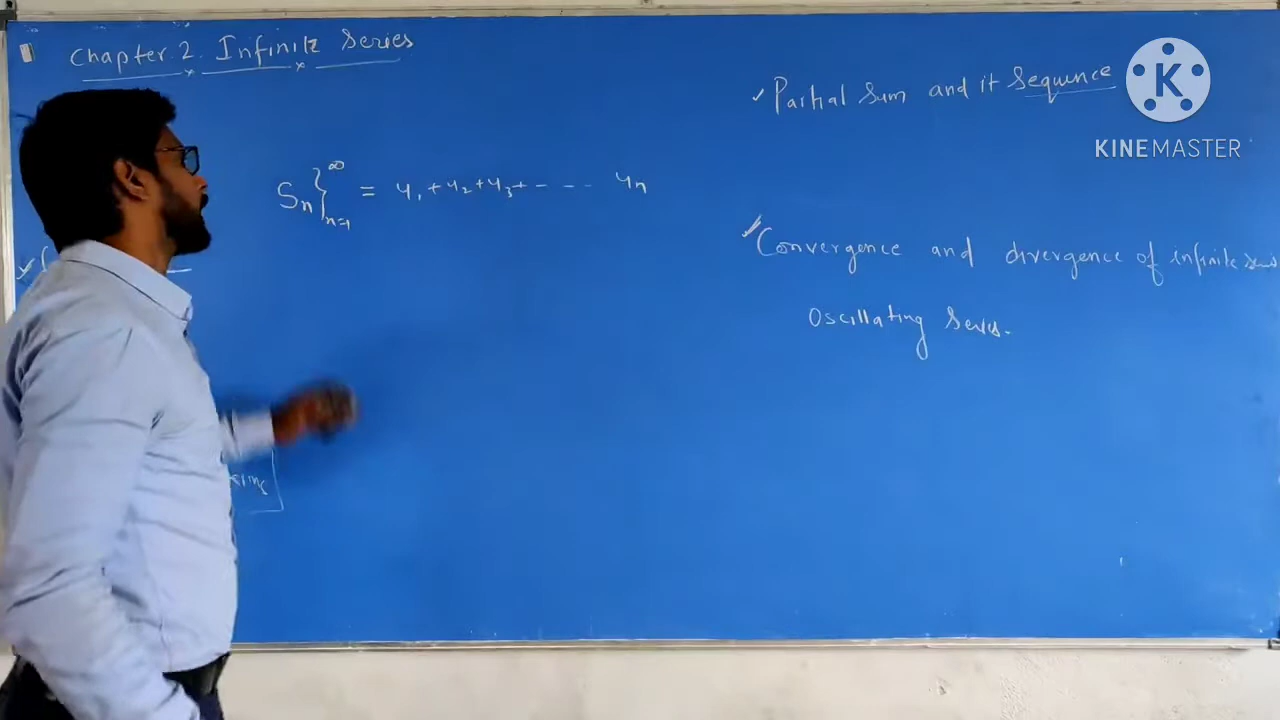 Chapter 2. Infinite Series
✓ Partial Sum and it Sequence
KINEMASTER
Sn}∞n=1 = u1 + u2 + u3 + - - - - un
✓ Convergence and divergence of infinite series
Oscillating Series.